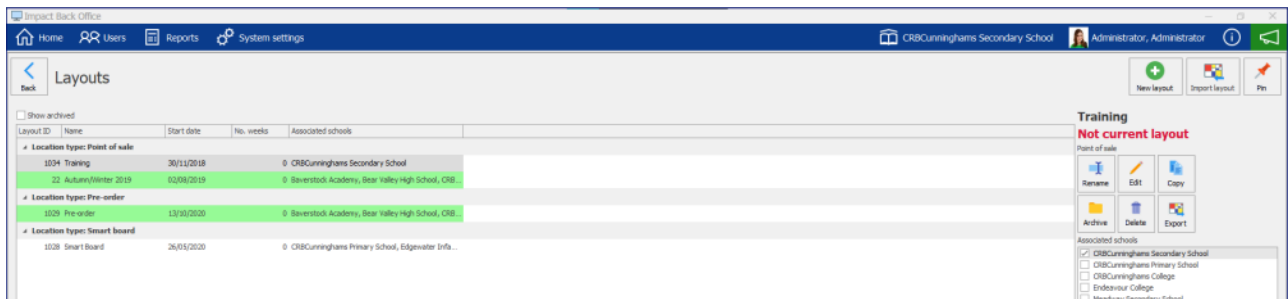 Impact Back Office
Home Users Reports System settings CRBCunninghams Secondary School Administrator, Administrator
Back Layouts New layout Import layout Pin
Show archived
Layout ID Name Start date No. weeks Associated schools
Location type: Point of sale
1034 Training 30/11/2018 0 CRBCunninghams Secondary School
22 Autumn/Winter 2019 02/09/2019 0 Baverstock Academy, Bear Valley High School, CRB...
Location type: Pre-order
1029 Pre-order 13/10/2020 0 Baverstock Academy, Bear Valley High School, CRB...
Location type: Smart board
1028 Smart Board 26/05/2020 0 CRBCunninghams Primary School, Edgewater Infa...
Training
Not current layout
Point of sale
Rename Edit Copy
Archive Delete Export
Associated schools
CRBCunninghams Secondary School
CRBCunninghams Primary School
CRBCunninghams College
Endeavour College
Meadway Secondary School